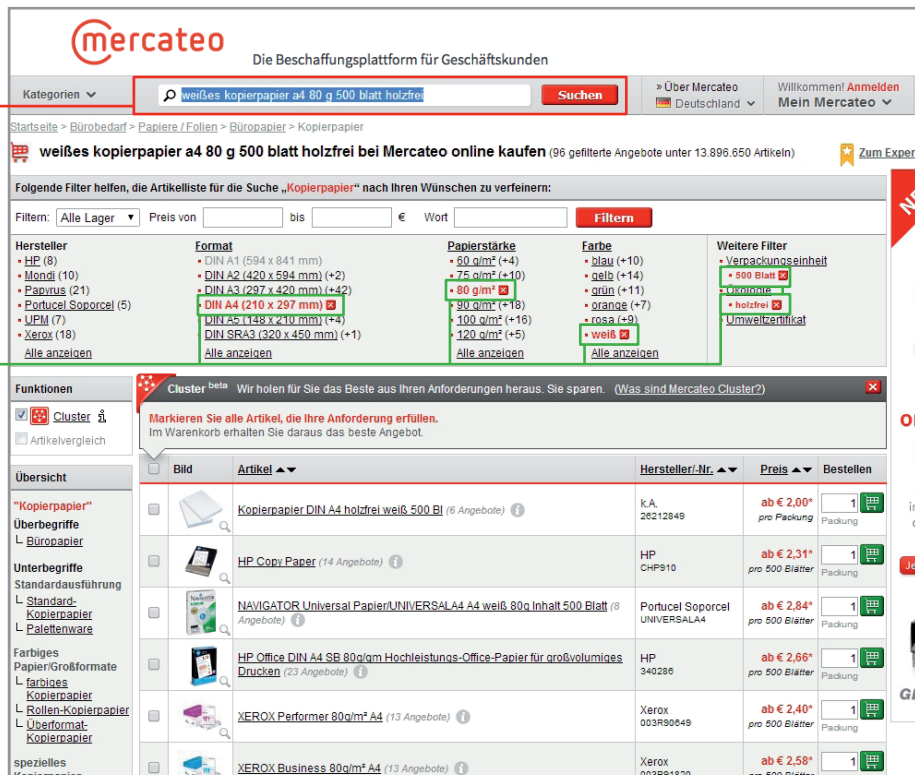 mercateo
Die Beschaffungsplattform für Geschäftskunden
Kategorien
weißes kopierpapier a4 80 g 500 blatt holzfrei
Suchen
» Über Mercateo
Deutschland
Willkommen! Anmelden
Mein Mercateo
Startseite > Bürobedarf > Papiere / Folien > Büropapier > Kopierpapier
weißes kopierpapier a4 80 g 500 blatt holzfrei bei Mercateo online kaufen (96 gefilterte Angebote unter 13.896.650 Artikeln)
Zum Exper
Folgende Filter helfen, die Artikelliste für die Suche „Kopierpapier" nach Ihren Wünschen zu verfeinern:
Filtern: Alle Lager Preis von bis € Wort Filtern
Hersteller
HP (8)
Mondi (10)
Papyrus (21)
Portucel Soporcel (5)
UPM (7)
Xerox (18)
Alle anzeigen
Format
DIN A1 (594 x 841 mm)
DIN A2 (420 x 594 mm) (+2)
DIN A3 (297 x 420 mm) (+42)
DIN A4 (210 x 297 mm)
DIN A5 (148 x 210 mm) (+4)
DIN SRA3 (320 x 450 mm) (+1)
Alle anzeigen
Papierstärke
60 g/m² (+4)
75 g/m² (+10)
80 g/m²
90 g/m² (+18)
100 g/m² (+16)
120 g/m² (+5)
Alle anzeigen
Farbe
blau (+10)
gelb (+14)
grün (+11)
orange (+7)
rosa (+9)
weiß
Alle anzeigen
Weitere Filter
Verpackungseinheit
500 Blatt
Ökologie
holzfrei
Umweltzertifikat
Funktionen
Cluster
Artikelvergleich
Übersicht
"Kopierpapier"
Überbegriffe
Büropapier
Unterbegriffe
Standardausführung
Standard-
Kopierpapier
Palettenware
Farbiges
Papier/Großformate
farbiges
Kopierpapier
Rollen-Kopierpapier
Überformat-
Kopierpapier
spezielles
Cluster beta Wir holen für Sie das Beste aus Ihren Anforderungen heraus. Sie sparen. (Was sind Mercateo Cluster?)
Markieren Sie alle Artikel, die Ihre Anforderung erfüllen.
Im Warenkorb erhalten Sie daraus das beste Angebot.
Bild Artikel Hersteller/-Nr. Preis Bestellen
Kopierpapier DIN A4 holzfrei weiß 500 Bl (6 Angebote)
k.A.
26212849
ab € 2,00*
pro Packung
1
Packung
HP Copy Paper (14 Angebote)
HP
CHP910
ab € 2,31*
pro 500 Blätter
1
Packung
NAVIGATOR Universal Papier/UNIVERSALA4 A4 weiß 80g Inhalt 500 Blatt (8
Angebote)
Portucel Soporcel
UNIVERSALA4
ab € 2,84*
pro 500 Blätter
1
Packung
HP Office DIN A4 SB 80g/qm Hochleistungs-Office-Papier für großvolumiges
Drucken (23 Angebote)
HP
340286
ab € 2,66*
pro 500 Blätter
1
Packung
XEROX Performer 80g/m² A4 (13 Angebote)
Xerox
003R90649
ab € 2,40*
pro 500 Blätter
1
Packung
XEROX Business 80g/m² A4 (13 Angebote)
Xerox
003R91820
ab € 2,58*
pro 500 Blätter
1
Packung